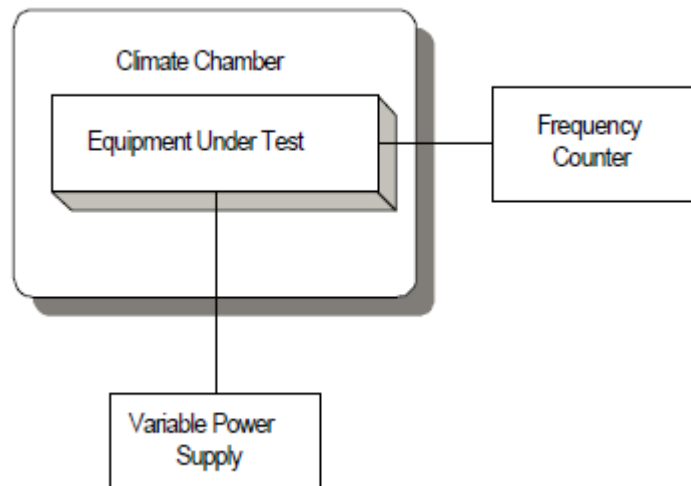 Climate Chamber
Equipment Under Test
Frequency
Counter
Variable Power
Supply